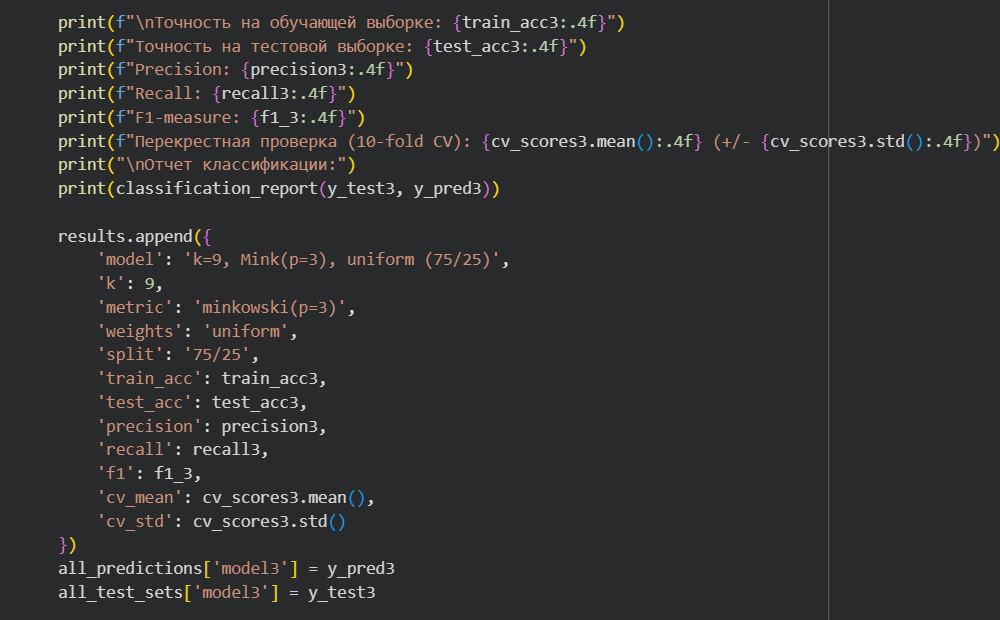 print(f"\nТочность на обучающей выборке: {train_acc3:.4f}")
print(f"Точность на тестовой выборке: {test_acc3:.4f}")
print(f"Precision: {precision3:.4f}")
print(f"Recall: {recall3:.4f}")
print(f"F1-measure: {f1_3:.4f}")
print(f"Перекрестная проверка (10-fold CV): {cv_scores3.mean():.4f} (+/- {cv_scores3.std():.4f})")
print("\nОтчет классификации:")
print(classification_report(y_test3, y_pred3))
results.append({
    'model': 'k=9, Mink(p=3), uniform (75/25)',
    'k': 9,
    'metric': 'minkowski(p=3)',
    'weights': 'uniform',
    'split': '75/25',
    'train_acc': train_acc3,
    'test_acc': test_acc3,
    'precision': precision3,
    'recall': recall3,
    'f1': f1_3,
    'cv_mean': cv_scores3.mean(),
    'cv_std': cv_scores3.std()
})
all_predictions['model3'] = y_pred3
all_test_sets['model3'] = y_test3